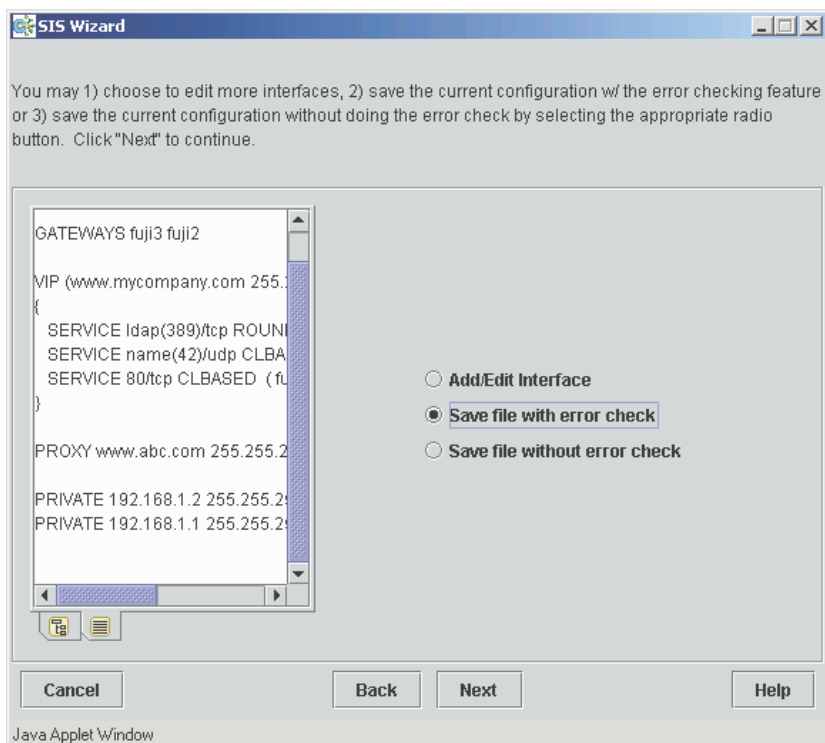 SIS Wizard
You may 1) choose to edit more interfaces, 2) save the current configuration w/ the error checking feature
or 3) save the current configuration without doing the error check by selecting the appropriate radio
button. Click "Next" to continue.
GATEWAYS fuji3 fuji2
VIP (www.mycompany.com 255.
{
SERVICE ldap(389)/tcp ROUN
SERVICE name(42)/udp CLBA
SERVICE 80/tcp CLBASED ( fu
}
PROXY www.abc.com 255.255.2
PRIVATE 192.168.1.2 255.255.2
PRIVATE 192.168.1.1 255.255.2
Add/Edit Interface
Save file with error check
Save file without error check
Cancel
Back
Next
Help
Java Applet Window